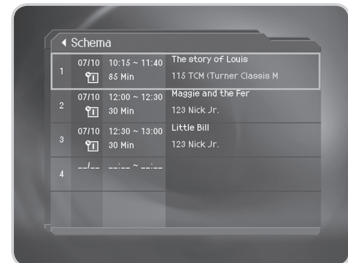 Schema
1 07/10 10:15 ~ 11:40 The story of Louis
85 Min 115 TCM (Turner Classis M
2 07/10 12:00 ~ 12:30 Maggie and the Fer
30 Min 123 Nick Jr.
3 07/10 12:30 ~ 13:00 Little Bill
30 Min 123 Nick Jr.
4 --/-- --:-- ~ --:--